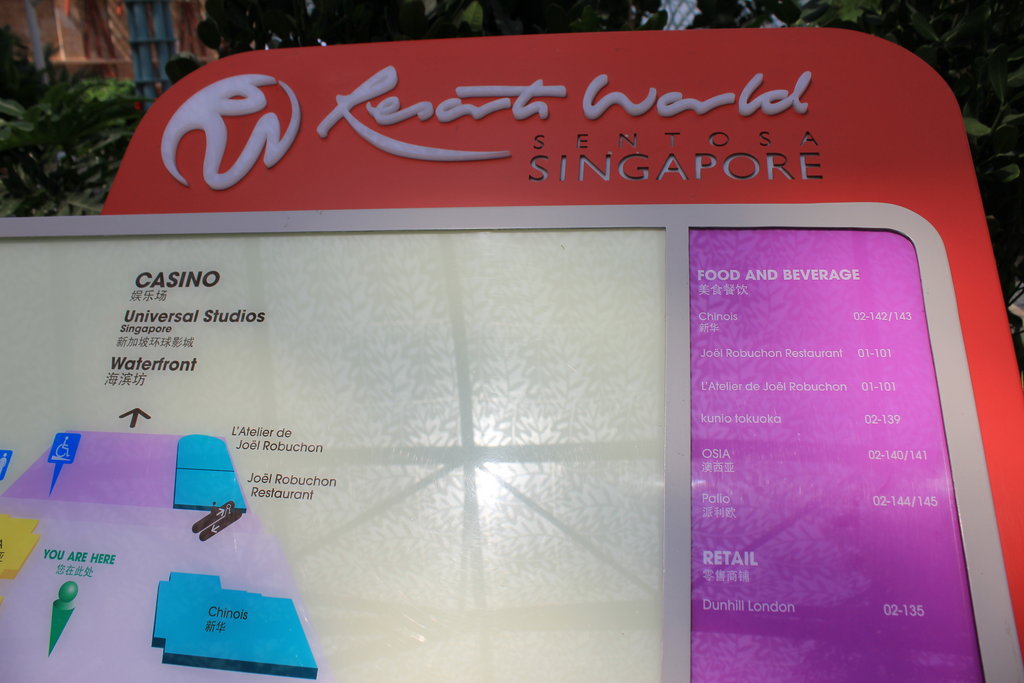 Resorts World
SENTOSA
SINGAPORE
CASINO
娱乐场
Universal Studios
Singapore
新加坡环球影城
Waterfront
海滨坊
L'Atelier de
Joël Robuchon
Joël Robuchon
Restaurant
YOU ARE HERE
您在此处
Chinois
新华
FOOD AND BEVERAGE
美食餐饮
Chinois 02-142/143
新华
Joël Robuchon Restaurant 01-101
L'Atelier de Joël Robuchon 01-101
kunio tokuoka 02-139
OSIA 02-140/141
澳西亚
Palio 02-144/145
派利欧
RETAIL
零售商铺
Dunhill London 02-135